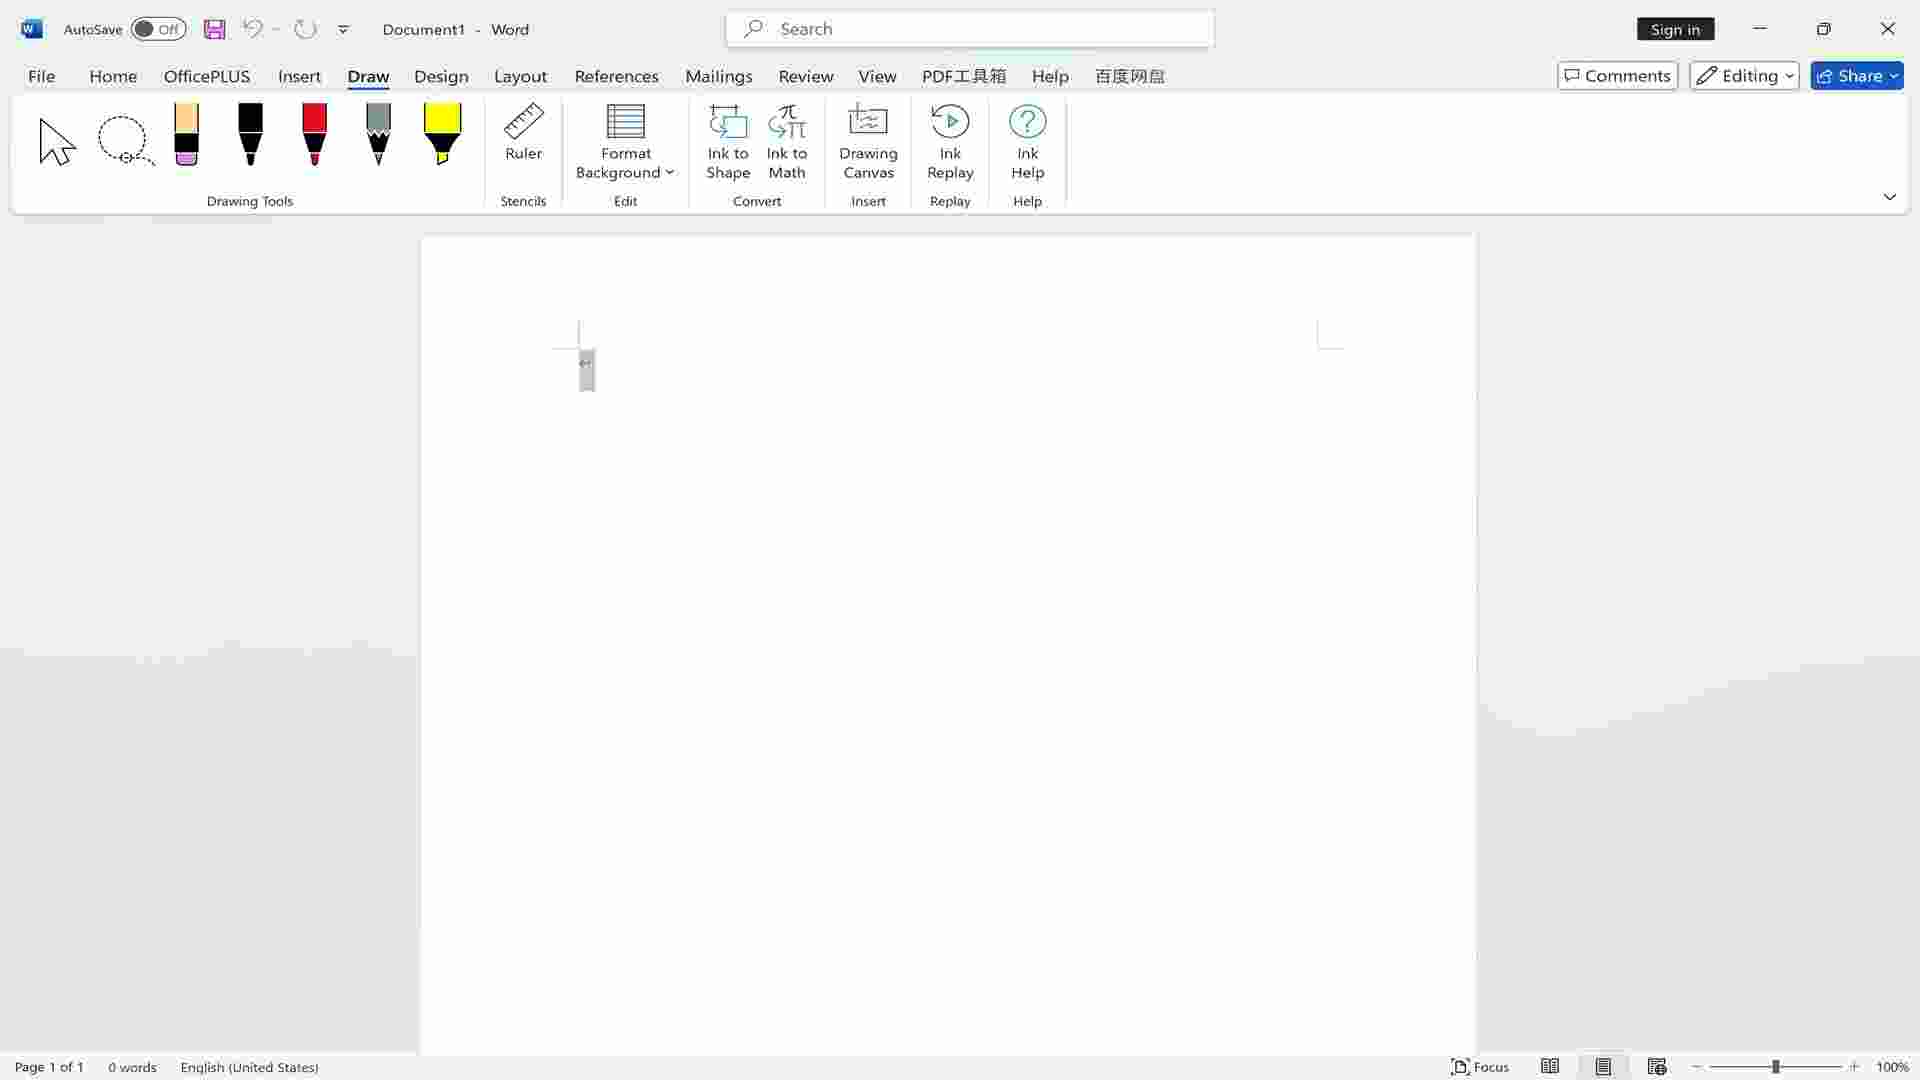 AutoSave Off Document1 - Word Search Sign in
File Home OfficePLUS Insert Draw Design Layout References Mailings Review View PDF工具箱 Help 百度网盘 Comments Editing Share
Ruler Format Background Ink to Shape Ink to Math Drawing Canvas Ink Replay Ink Help
Drawing Tools Stencils Edit Convert Insert Replay Help
Page 1 of 1 0 words English (United States) Focus 100%